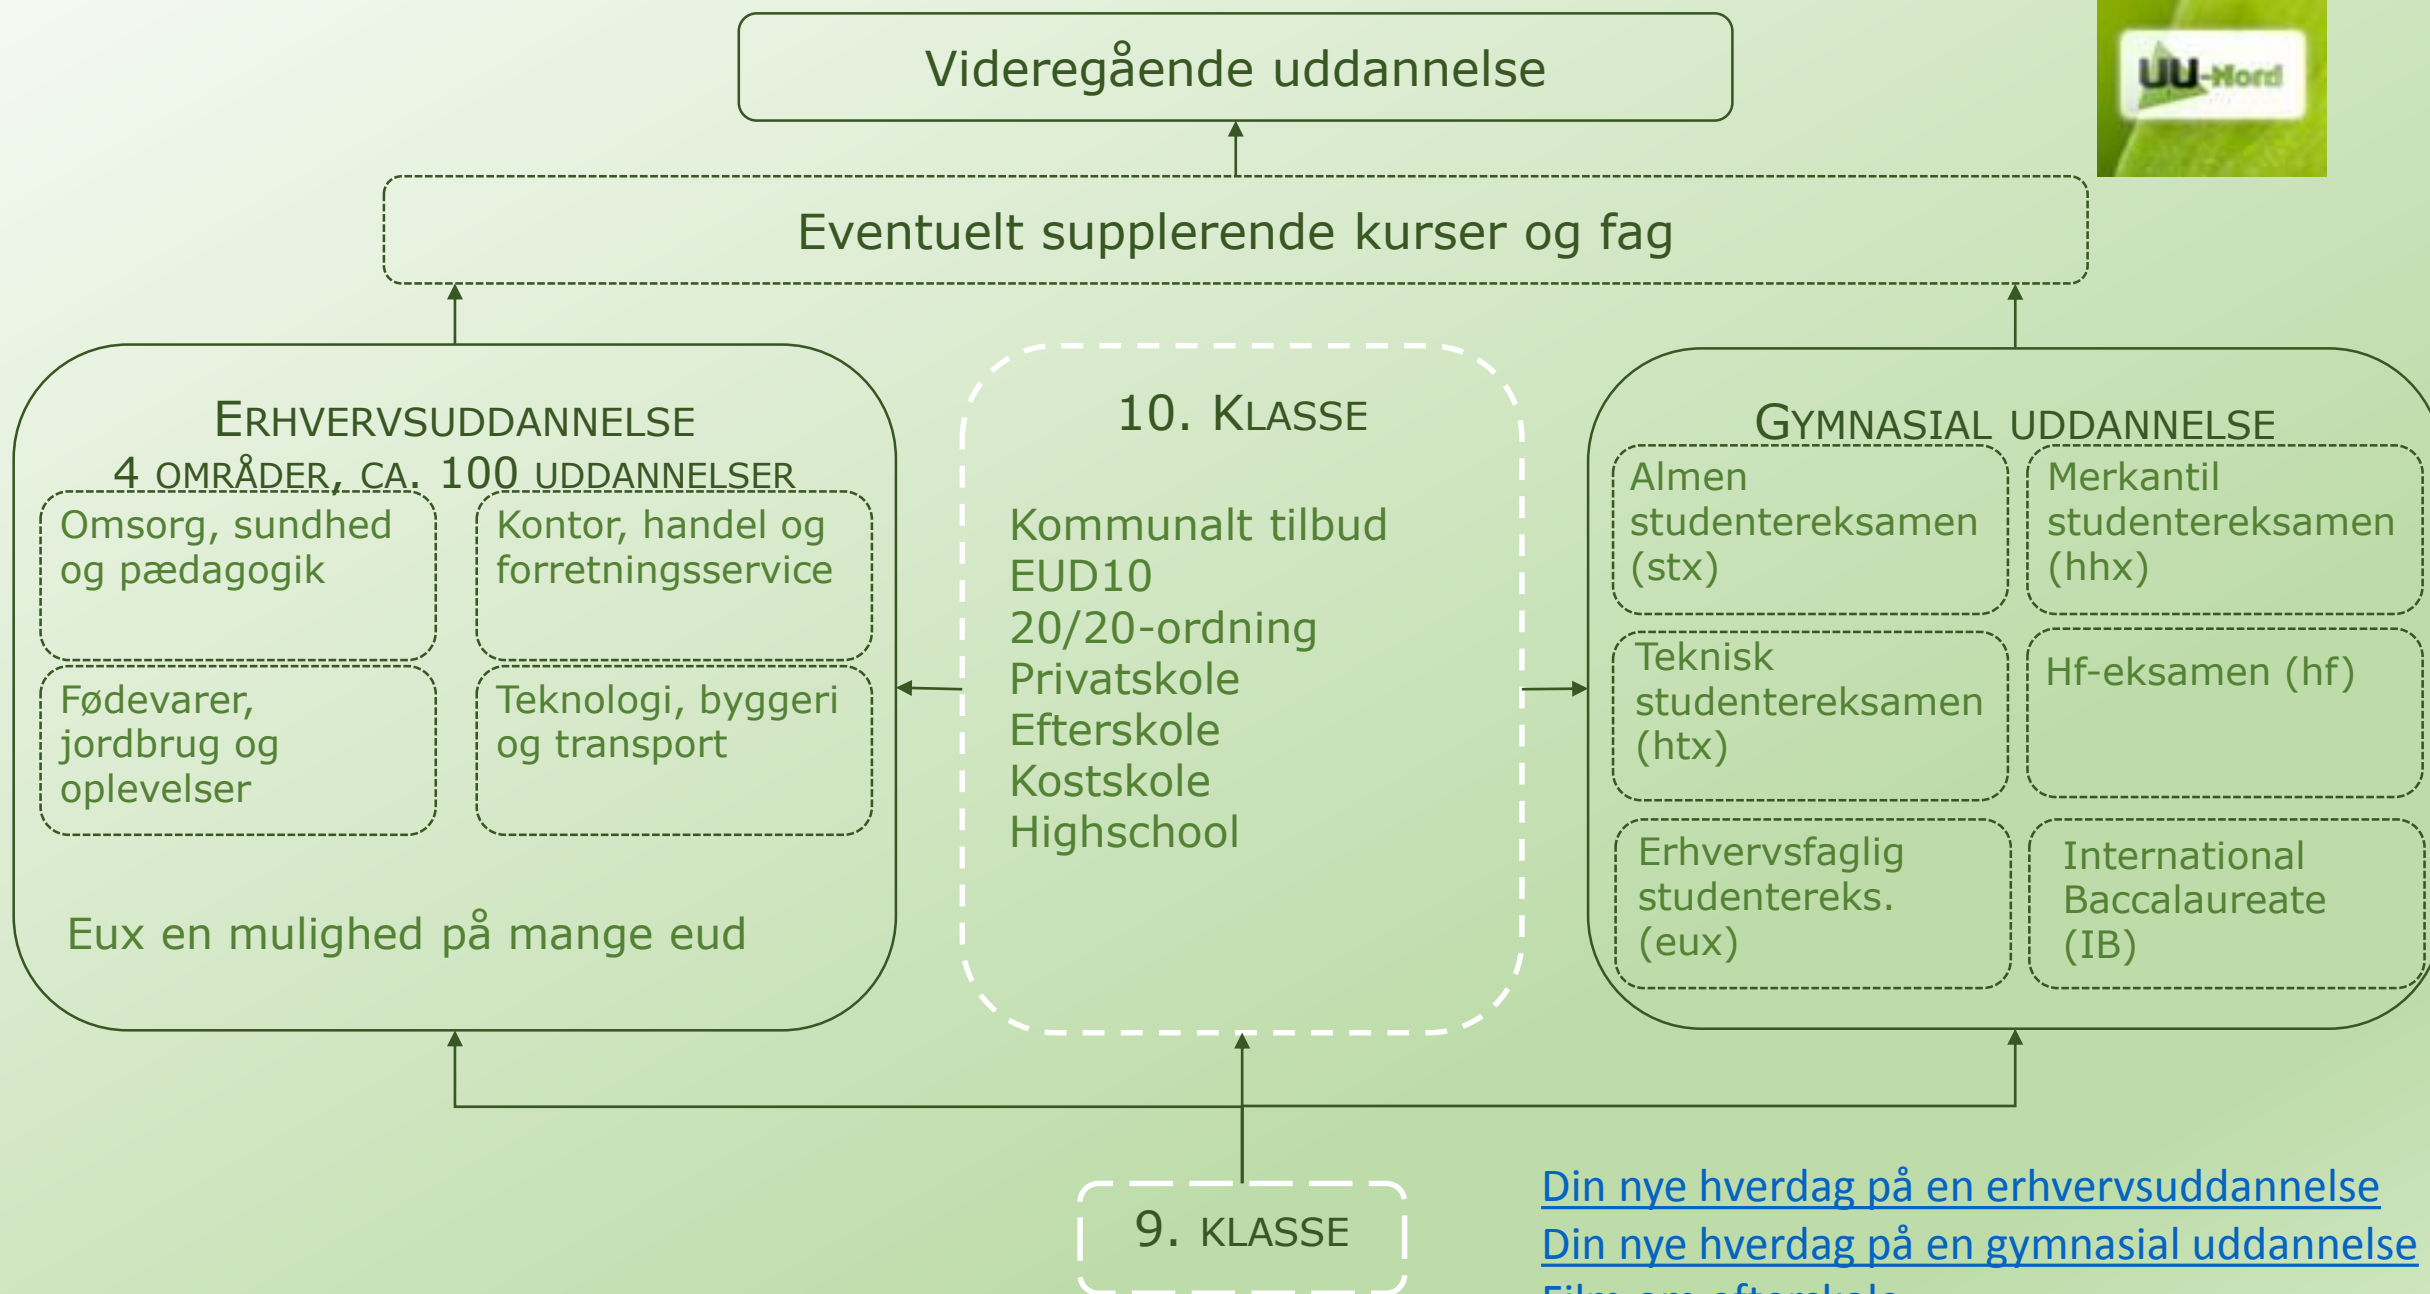 Videregående uddannelse
UU-Nord
Eventuelt supplerende kurser og fag
ERHVERVSUDDANNELSE
4 OMRÅDER, CA. 100 UDDANNELSER
Omsorg, sundhed
og pædagogik
Kontor, handel og
forretningsservice
Fødevarer,
jordbrug og
oplevelser
Teknologi, byggeri
og transport
Eux en mulighed på mange eud
10. KLASSE
Kommunalt tilbud
EUD10
20/20-ordning
Privatskole
Efterskole
Kostskole
Highschool
GYMNASIAL UDDANNELSE
Almen
studentereksamen
(stx)
Merkantil
studentereksamen
(hhx)
Teknisk
studentereksamen
(htx)
Hf-eksamen (hf)
Erhvervsfaglig
studentereks.
(eux)
International
Baccalaureate
(IB)
9. KLASSE
Din nye hverdag på en erhvervsuddannelse
Din nye hverdag på en gymnasial uddannelse
Film om efterskole